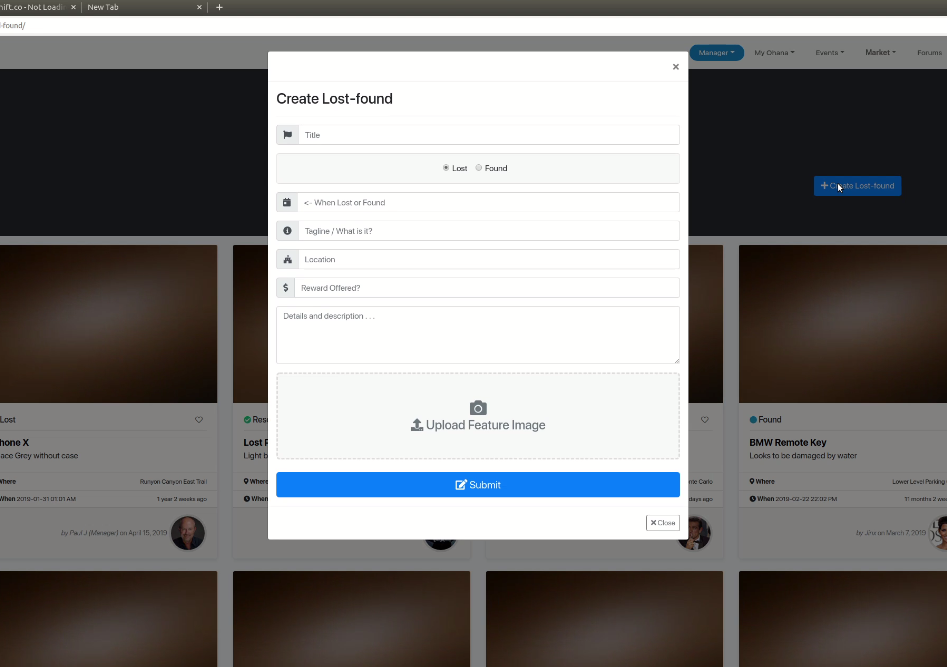 hift.co - Not Loadi × New Tab × +
-found/
Manager My Ohana Events Market Forums
×
Create Lost-found
Title
Lost Found
+Create Lost-found
<- When Lost or Found
Tagline / What is it?
Location
$ Reward Offered?
Details and description . . .
Upload Feature Image
Submit
× Close
Lost
hone X
ace Grey without case
Where Runyon Canyon East Trail
When 2019-01-31 01:01 AM 1 year 2 weeks ago
by Paul J (Manager) on April 15, 2019
Res
Lost F
Light b
Where
When
nte Carlo
days ago
Found
BMW Remote Key
Looks to be damaged by water
Where Lower Level Parking
When 2019-02-22 22:02 PM 11 months 2 wee
by Jino on March 7, 2019